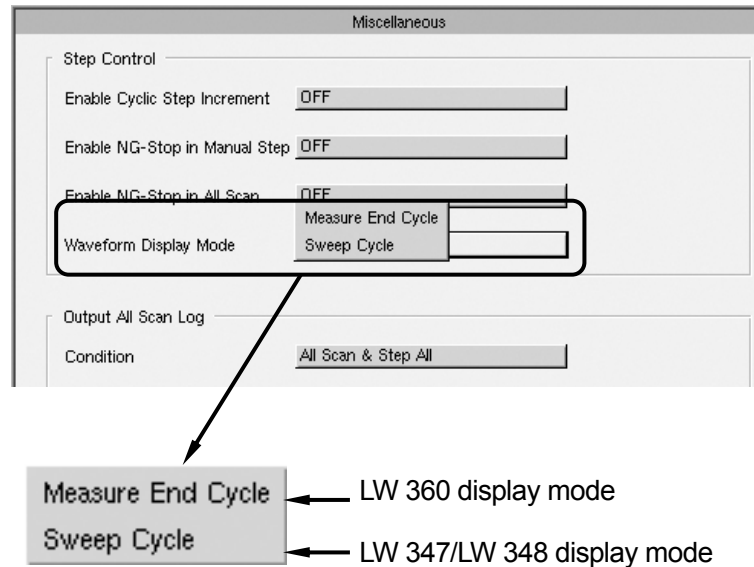 Miscellaneous
Step Control
Enable Cyclic Step Increment OFF
Enable NG-Stop in Manual Step OFF
Enable NG-Stop in All Scan OFF
Measure End Cycle
Waveform Display Mode Sweep Cycle
Output All Scan Log
Condition All Scan & Step All
Measure End Cycle LW 360 display mode
Sweep Cycle LW 347/LW 348 display mode